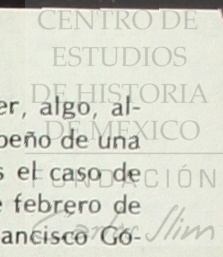 CENTRO DE
ESTUDIOS
DE HISTORIA
er, algo, al-
DE MEXICO
peño de una
s el caso de
FUNDACIÓN
e febrero de
Carlos Slim
ancisco Gó-